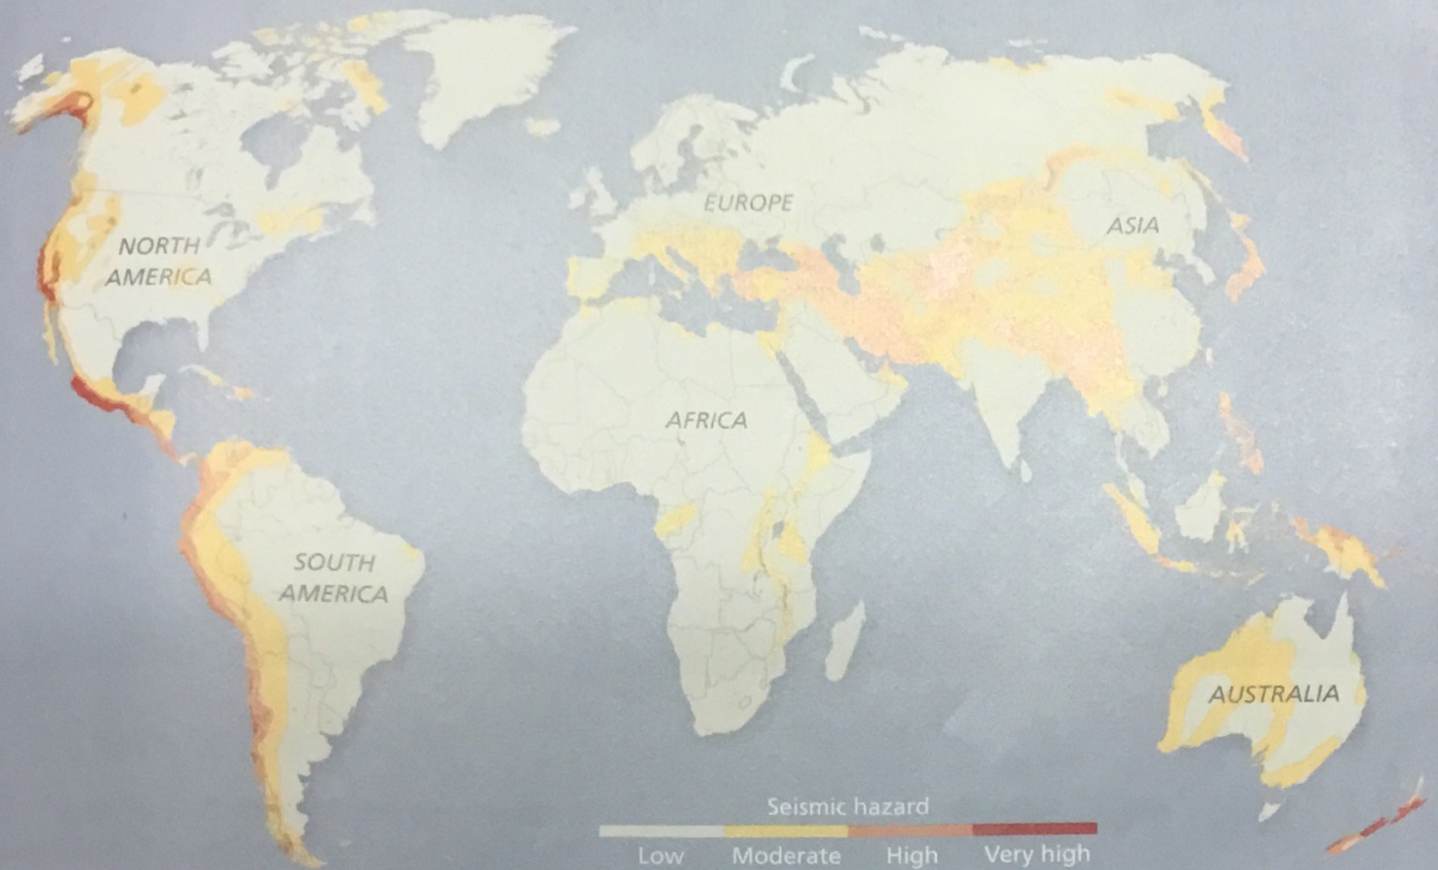 EUROPE
ASIA
NORTH
AMERICA
AFRICA
SOUTH
AMERICA
AUSTRALIA
Seismic hazard
Low Moderate High Very high